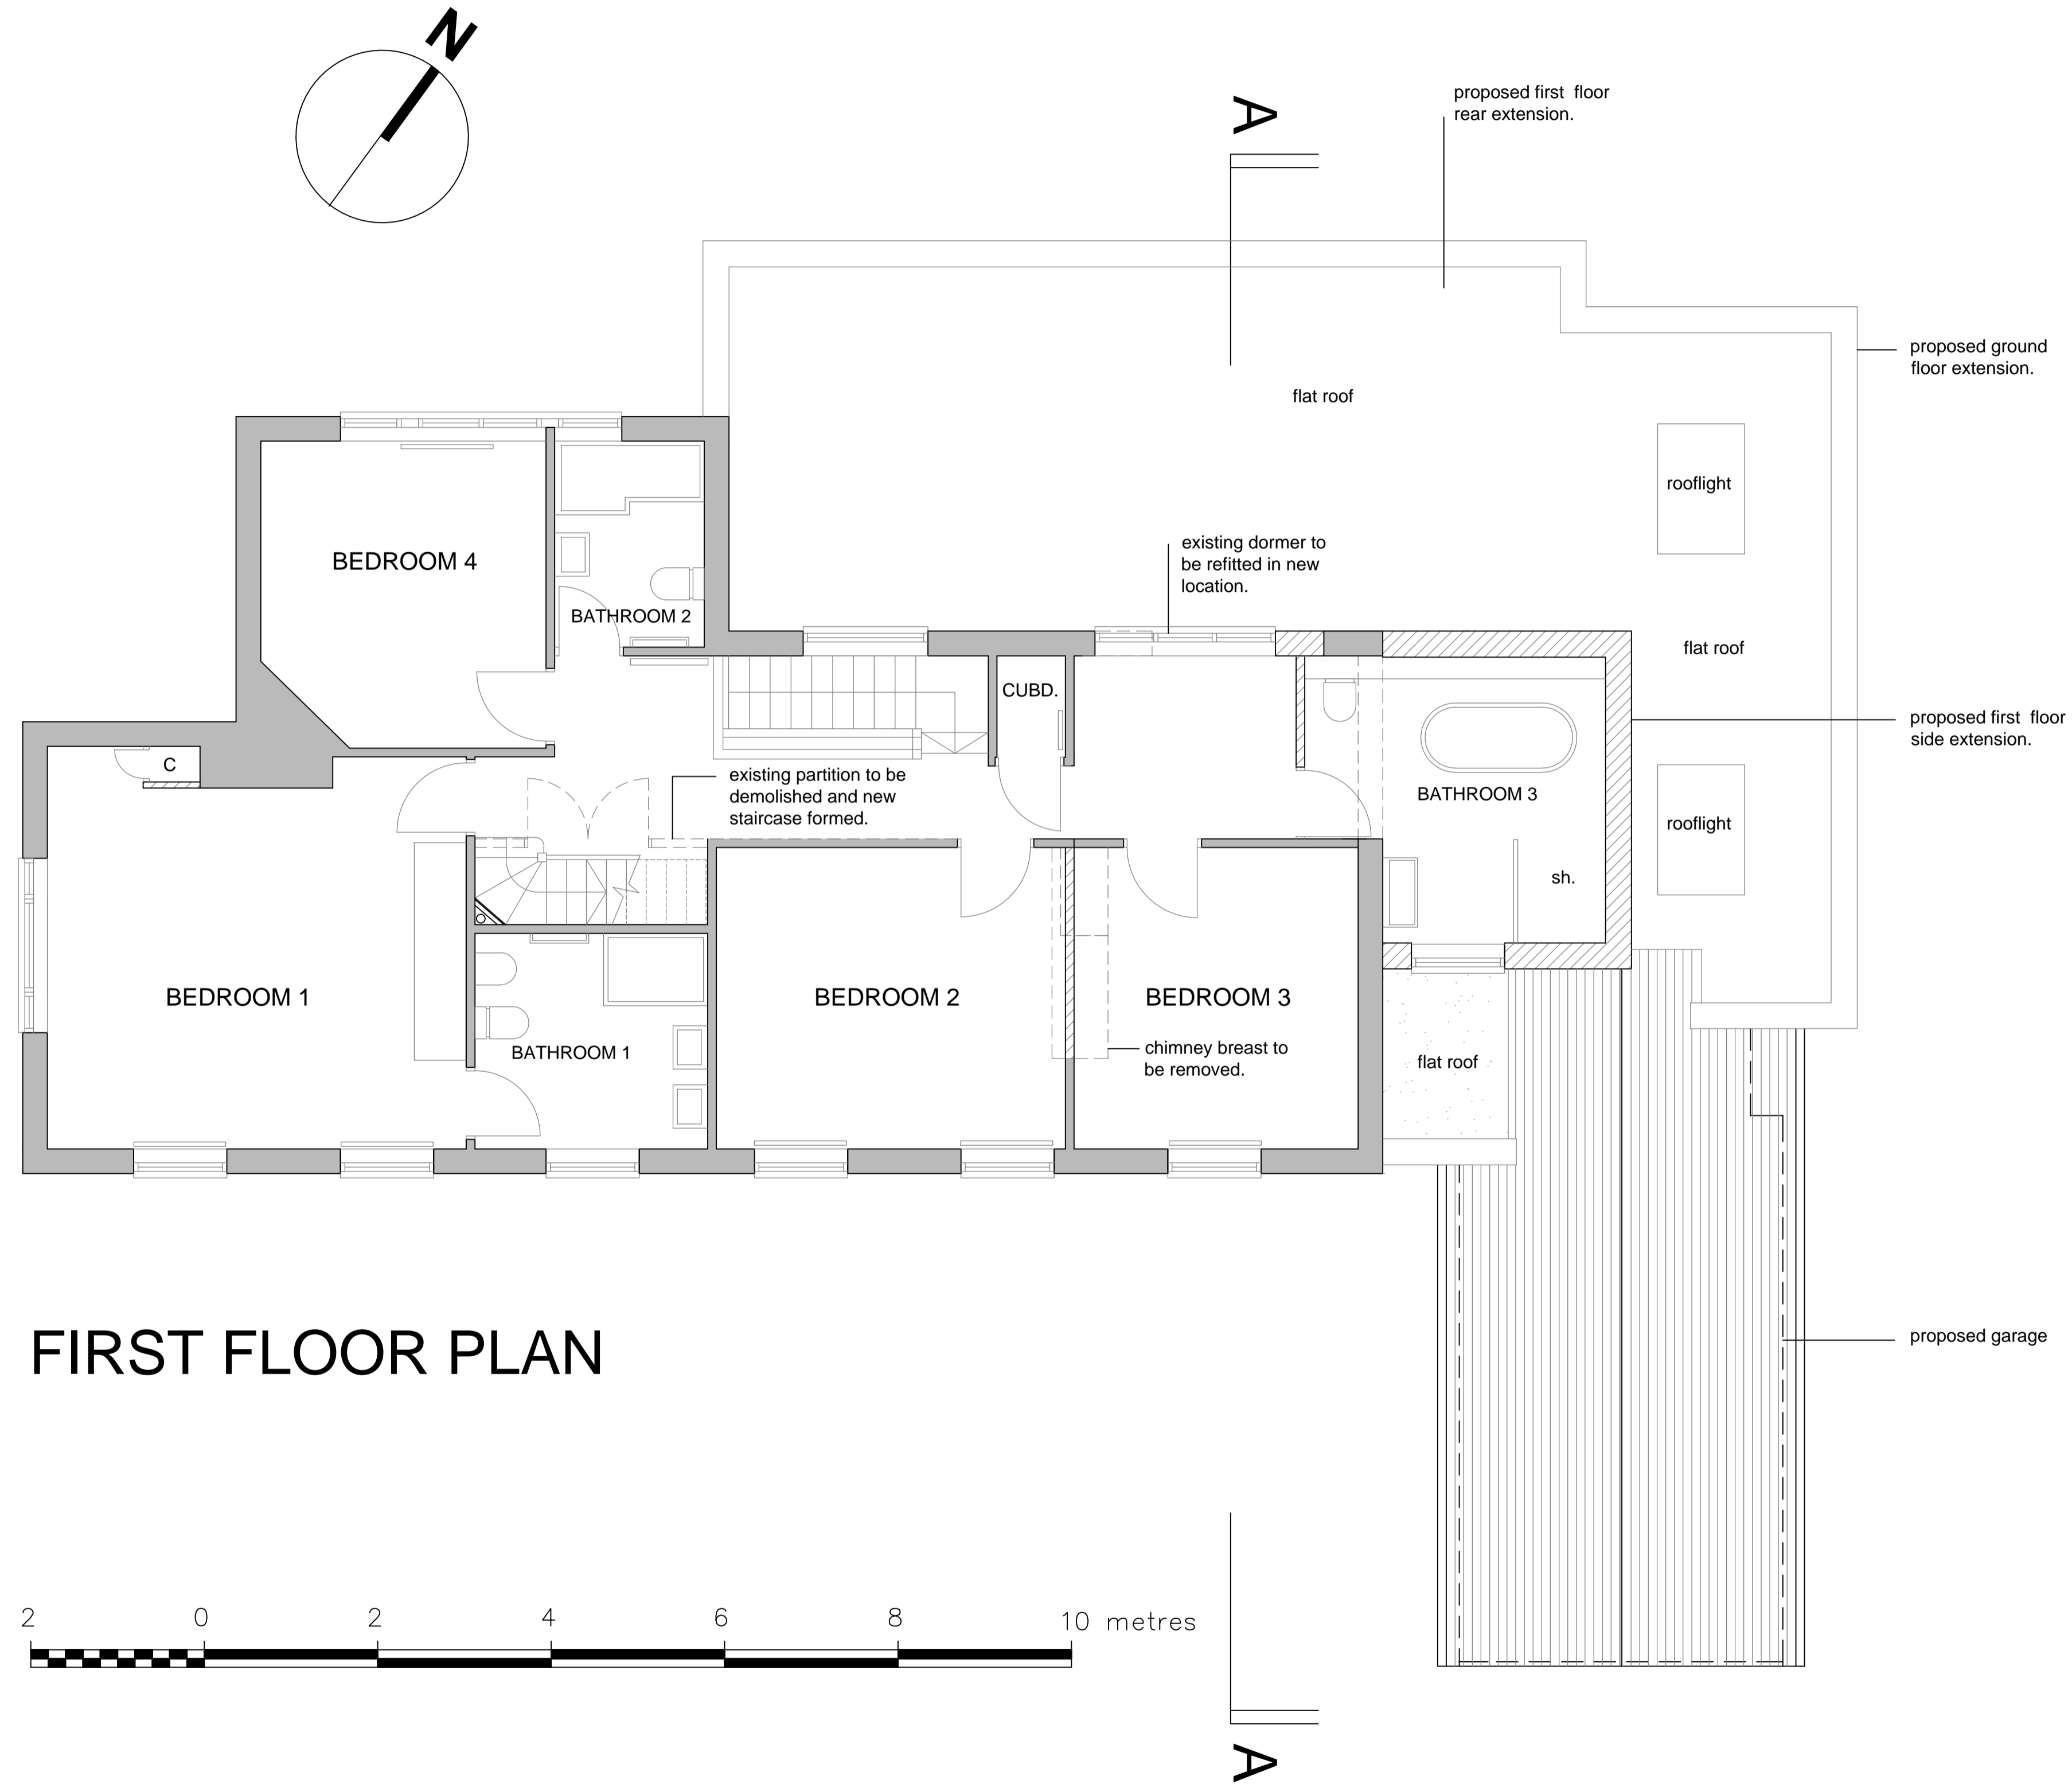 N
A
proposed first floor
rear extension.
proposed ground
floor extension.
flat roof
rooflight
existing dormer to
be refitted in new
location.
BEDROOM 4
BATHROOM 2
flat roof
CUBD.
proposed first floor
side extension.
C
existing partition to be
demolished and new
staircase formed.
BATHROOM 3
rooflight
sh.
BEDROOM 1
BEDROOM 2
BEDROOM 3
BATHROOM 1
chimney breast to
be removed.
flat roof
FIRST FLOOR PLAN
proposed garage
2 0 2 4 6 8 10 metres
A